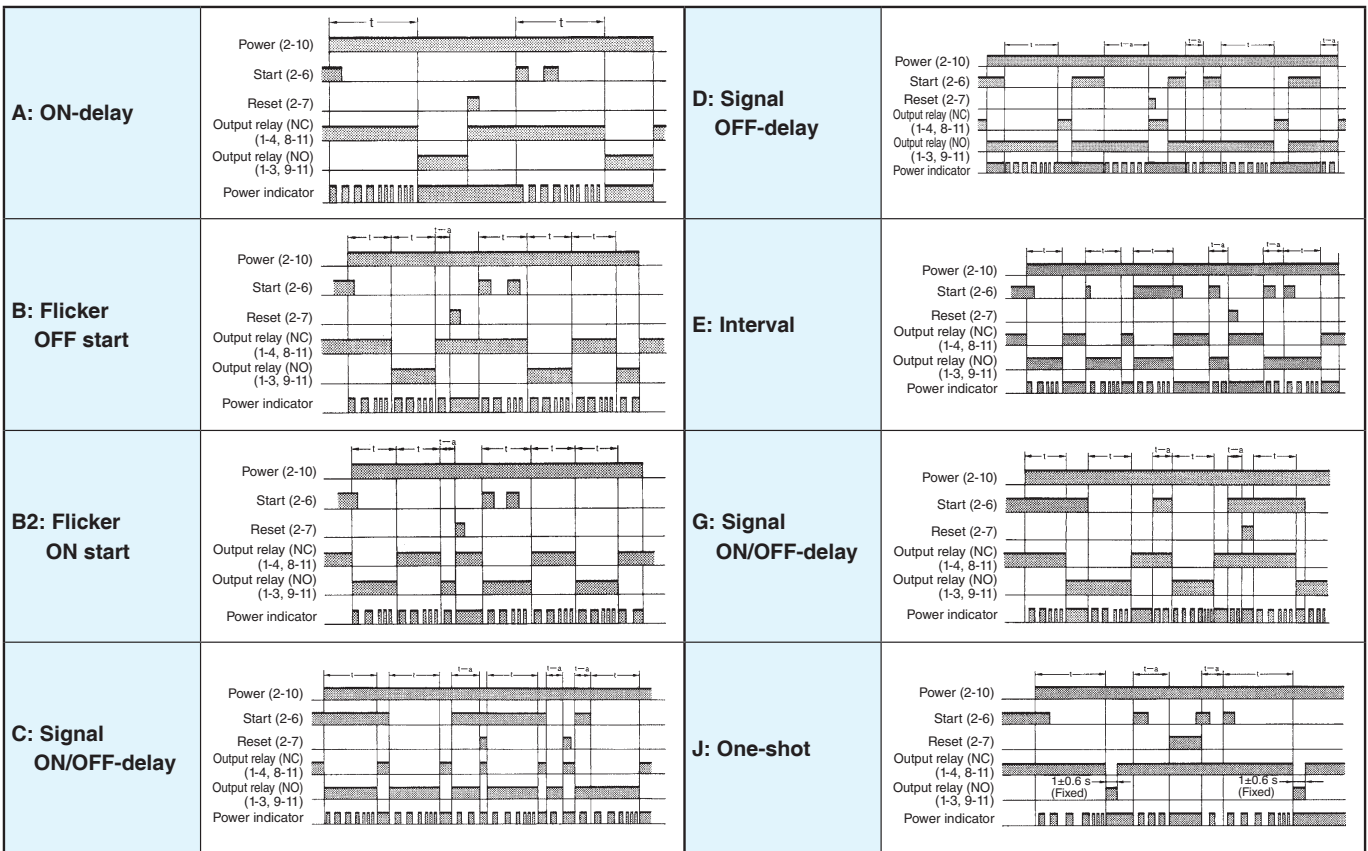 A: ON-delay
t t
Power (2-10)
Start (2-6)
Reset (2-7)
Output relay (NC)
(1-4, 8-11)
Output relay (NO)
(1-3, 9-11)
Power indicator
B: Flicker
OFF start
t t t-a t t t
Power (2-10)
Start (2-6)
Reset (2-7)
Output relay (NC)
(1-4, 8-11)
Output relay (NO)
(1-3, 9-11)
Power indicator
B2: Flicker
ON start
t t t-a t t t
Power (2-10)
Start (2-6)
Reset (2-7)
Output relay (NC)
(1-4, 8-11)
Output relay (NO)
(1-3, 9-11)
Power indicator
C: Signal
ON/OFF-delay
t t t-a t t-a t-a t
Power (2-10)
Start (2-6)
Reset (2-7)
Output relay (NC)
(1-4, 8-11)
Output relay (NO)
(1-3, 9-11)
Power indicator
D: Signal
OFF-delay
t t-a t-a t t-a
Power (2-10)
Start (2-6)
Reset (2-7)
Output relay (NC)
(1-4, 8-11)
Output relay (NO)
(1-3, 9-11)
Power indicator
E: Interval
t t t t-a t-a t
Power (2-10)
Start (2-6)
Reset (2-7)
Output relay (NC)
(1-4, 8-11)
Output relay (NO)
(1-3, 9-11)
Power indicator
G: Signal
ON/OFF-delay
t t t-a t t-a t
Power (2-10)
Start (2-6)
Reset (2-7)
Output relay (NC)
(1-4, 8-11)
Output relay (NO)
(1-3, 9-11)
Power indicator
J: One-shot
t t-a t-a t
Power (2-10)
Start (2-6)
Reset (2-7)
Output relay (NC)
(1-4, 8-11)
Output relay (NO)
(1-3, 9-11)
1±0.6 s
(Fixed)
1±0.6 s
(Fixed)
Power indicator